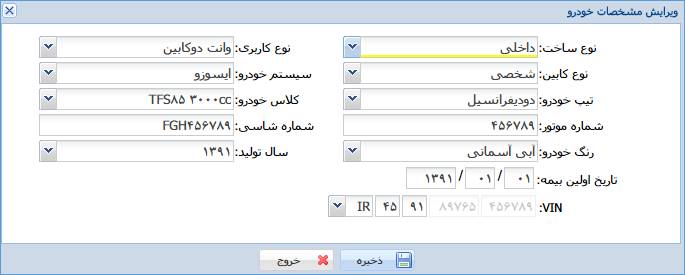 ویرایش مشخصات خودرو
نوع ساخت: داخلی نوع کاربری: وانت دوکابین
نوع کابین: شخصی سیستم خودرو: ایسوزو
تیپ خودرو: دودیفرانسیل کلاس خودرو: TFS۸۵ ۳۰۰۰cc
شماره موتور: ۴۵۶۷۸۹ شماره شاسی: FGH۴۵۶۷۸۹
رنگ خودرو: آبی آسمانی سال تولید: ۱۳۹۱
تاریخ اولین بیمه: ۰۱ / ۰۱ / ۱۳۹۱
VIN: IR ۴۵ ۹۱ ۸۹۷۶۵ ۴۵۶۷۸۹
ذخیره خروج